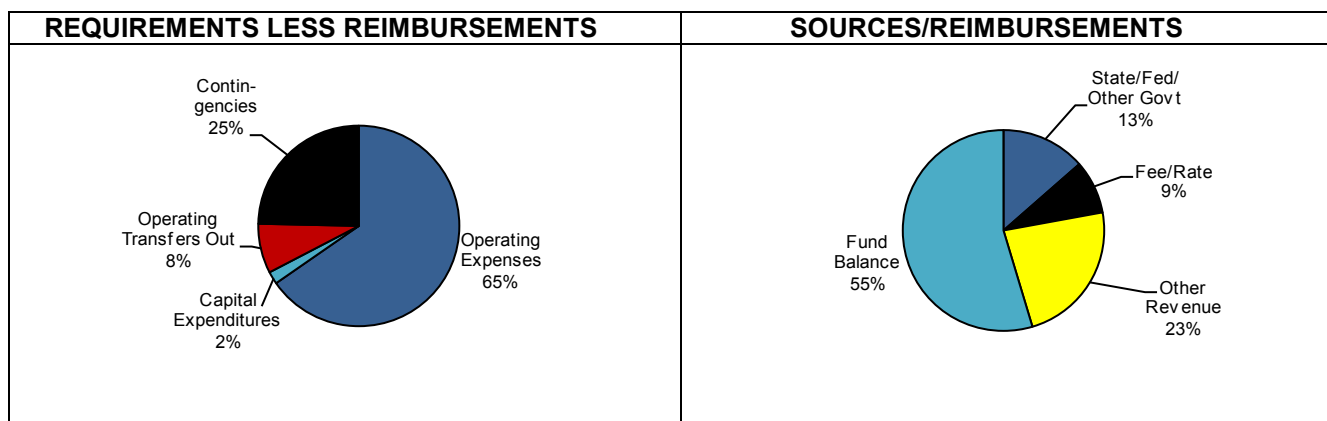 REQUIREMENTS LESS REIMBURSEMENTS
SOURCES/REIMBURSEMENTS
Contin-
gencies
25%
Operating
Transfers Out
8%
Capital
Expenditures
2%
Operating
Expenses
65%
State/Fed/
Other Govt
13%
Fee/Rate
9%
Fund
Balance
55%
Other
Revenue
23%